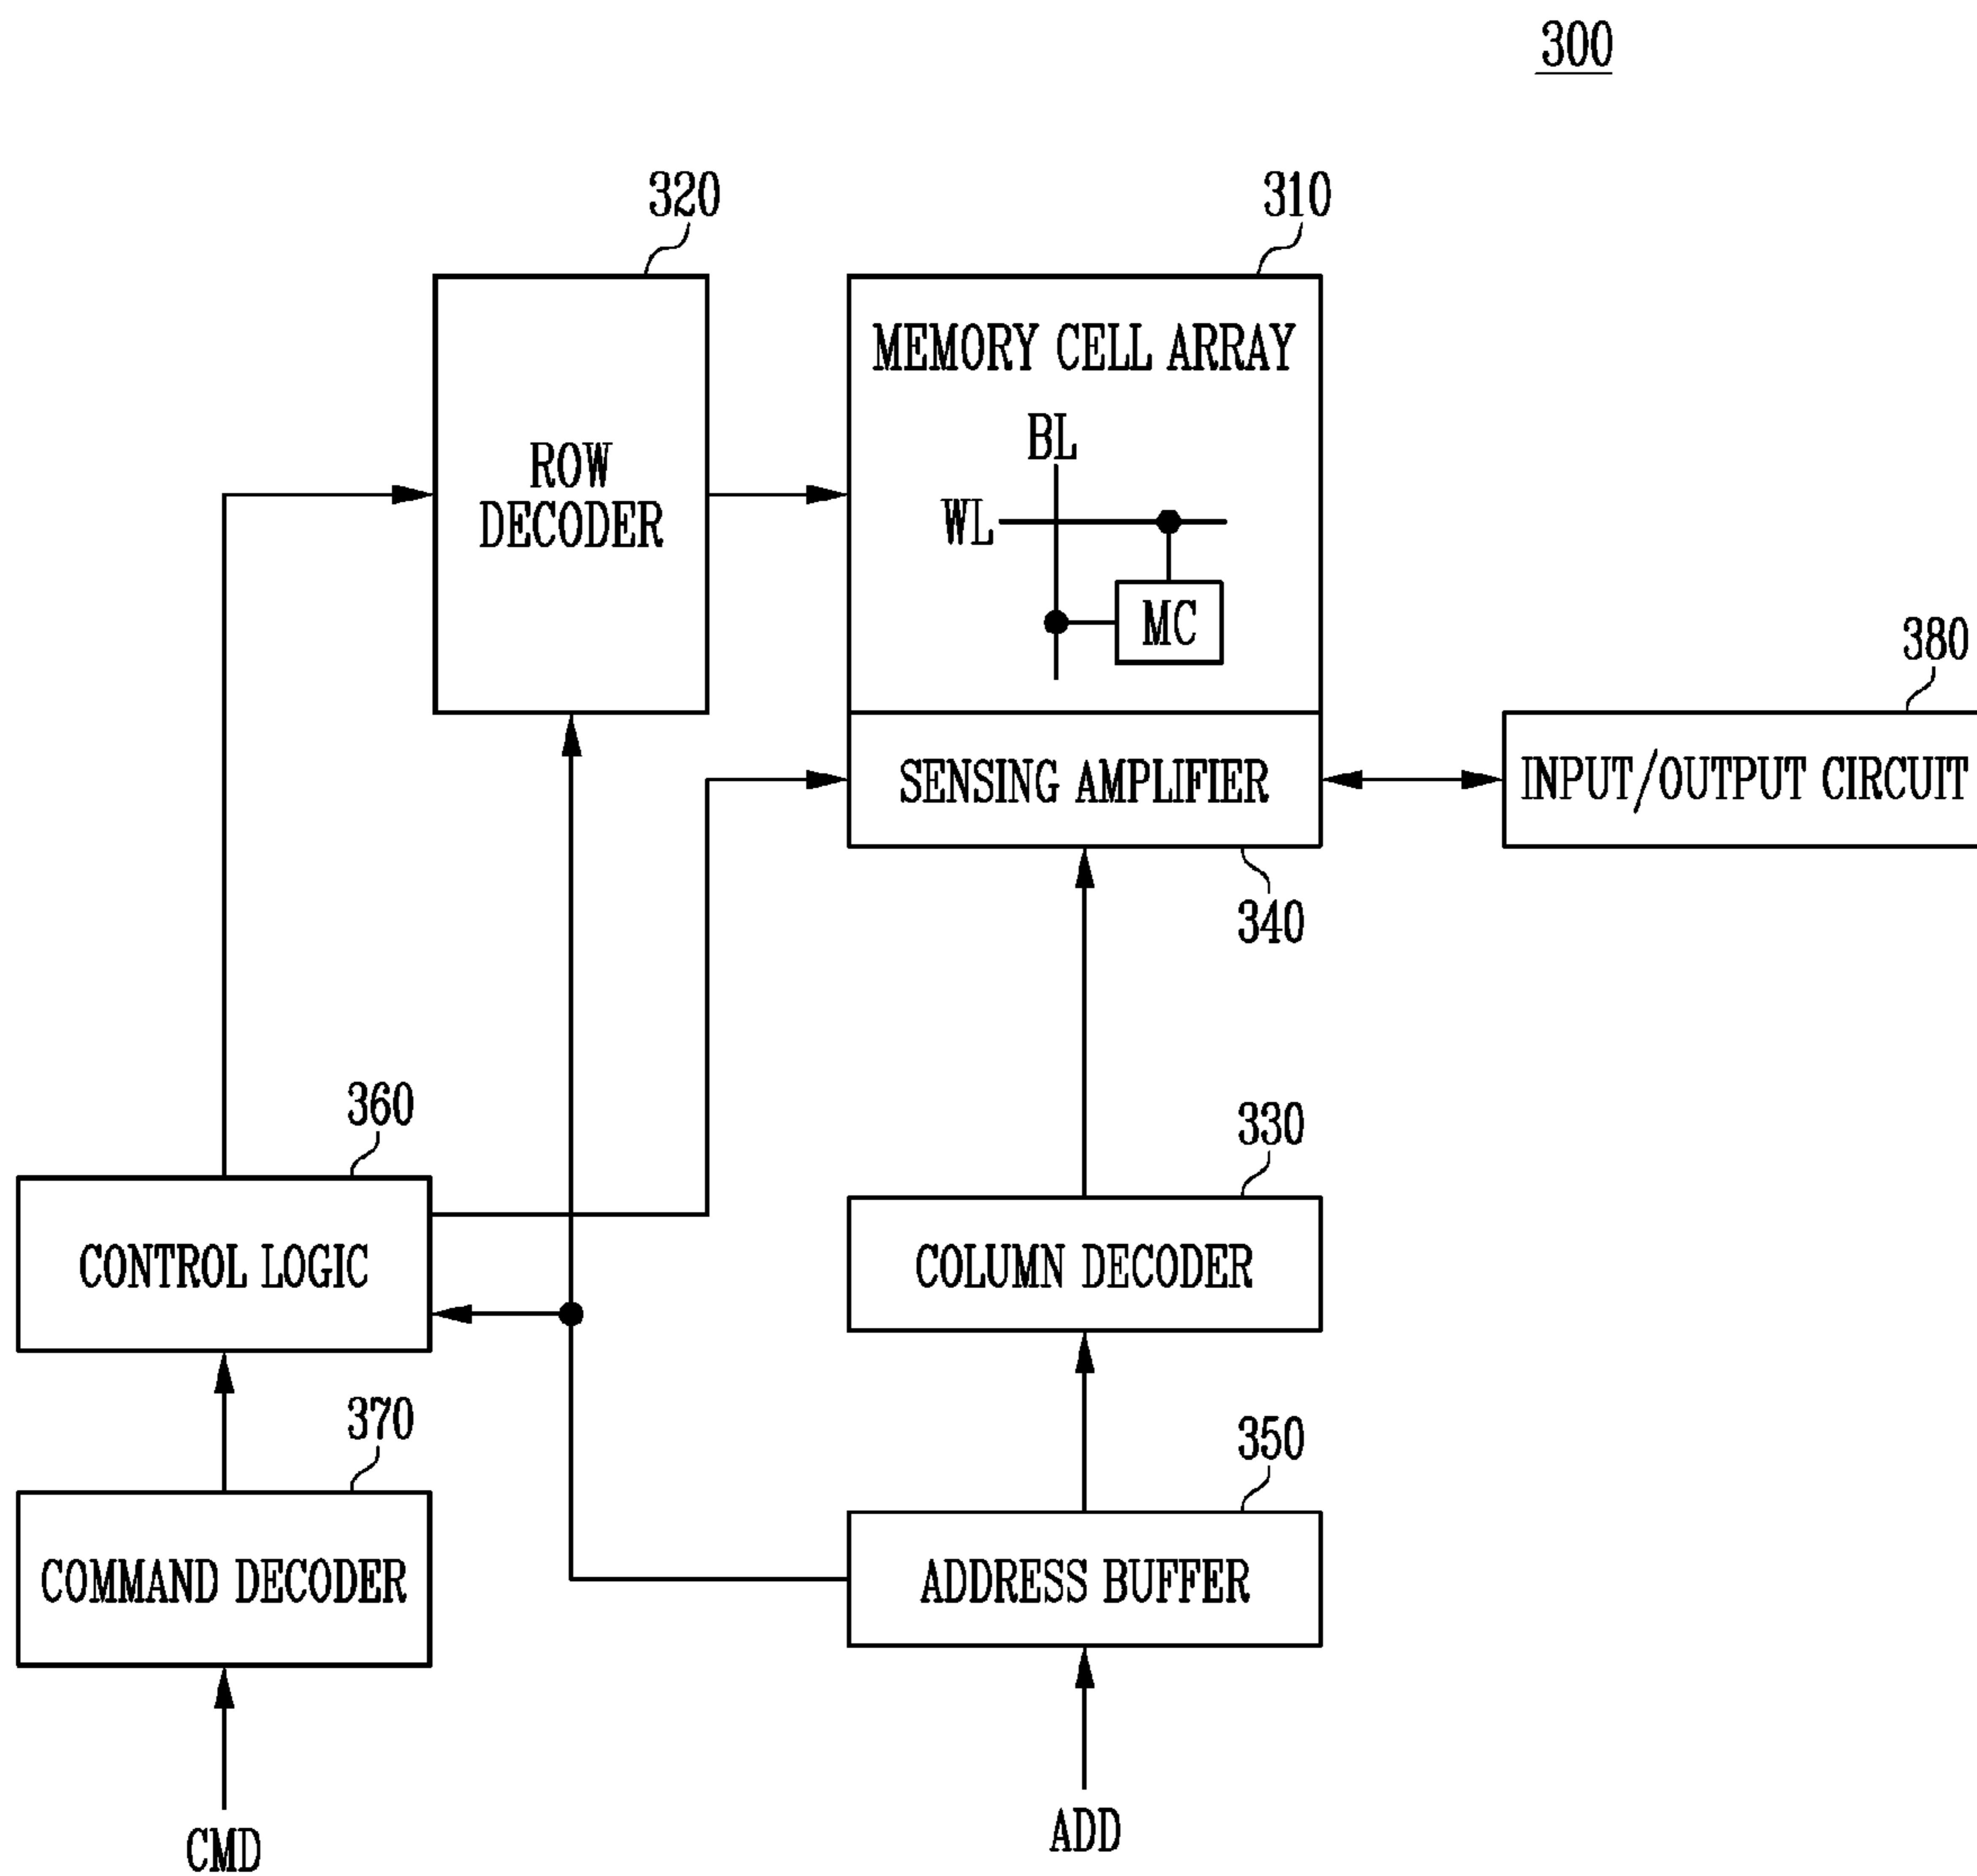 300
320
310
ROW
DECODER
MEMORY CELL ARRAY
BL
WL
MC
380
SENSING AMPLIFIER
INPUT/OUTPUT CIRCUIT
340
360
330
CONTROL LOGIC
COLUMN DECODER
370
350
COMMAND DECODER
ADDRESS BUFFER
CMD
ADD